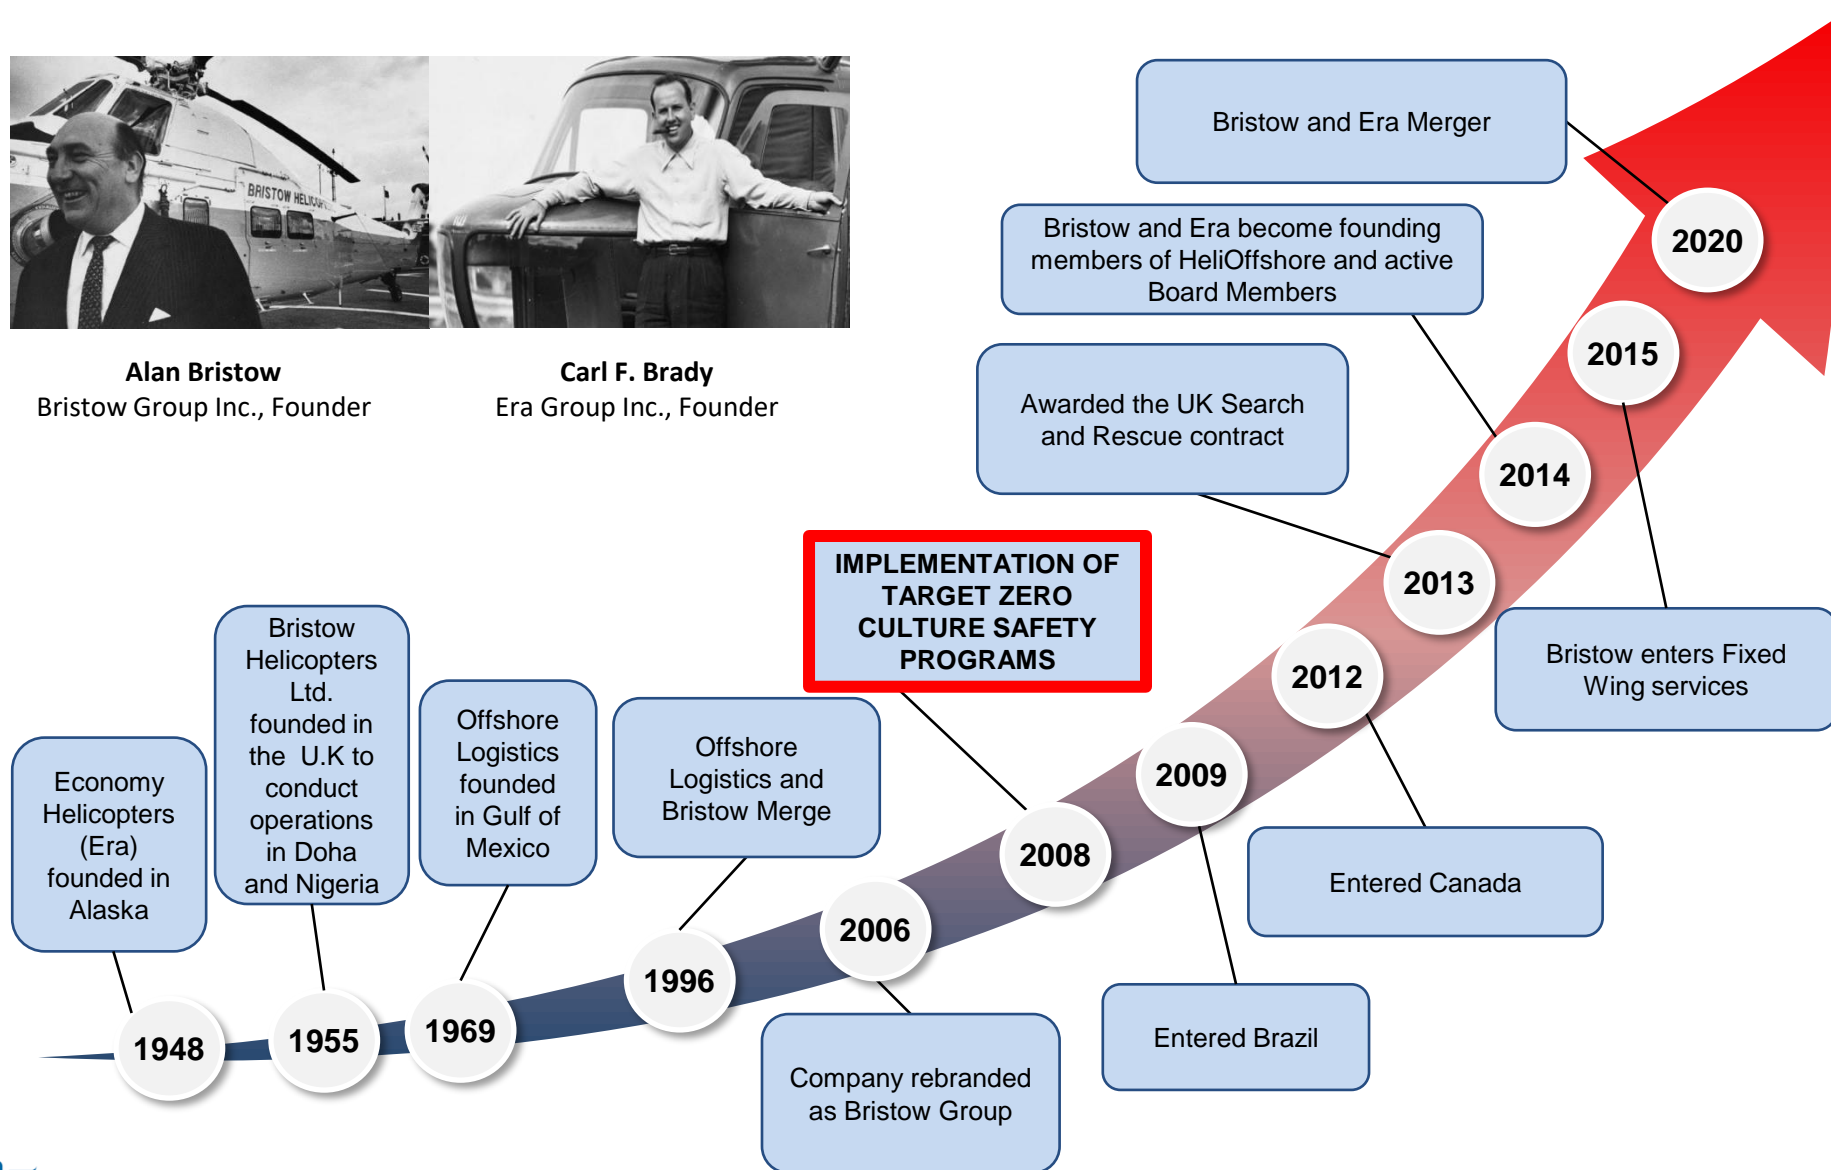 BRISTOW HELICOP
Alan Bristow
Bristow Group Inc., Founder
Carl F. Brady
Era Group Inc., Founder
Bristow and Era Merger
2020
Bristow and Era become founding
members of HeliOffshore and active
Board Members
2015
Awarded the UK Search
and Rescue contract
2014
IMPLEMENTATION OF
TARGET ZERO
CULTURE SAFETY
PROGRAMS
2013
Bristow enters Fixed
Wing services
2012
Bristow
Helicopters
Ltd.
founded in
the U.K to
conduct
operations
in Doha
and Nigeria
Offshore
Logistics
founded
in Gulf of
Mexico
Offshore
Logistics and
Bristow Merge
2009
Economy
Helicopters
(Era)
founded in
Alaska
2008
Entered Canada
2006
1996
1969
1955
1948
Entered Brazil
Company rebranded
as Bristow Group